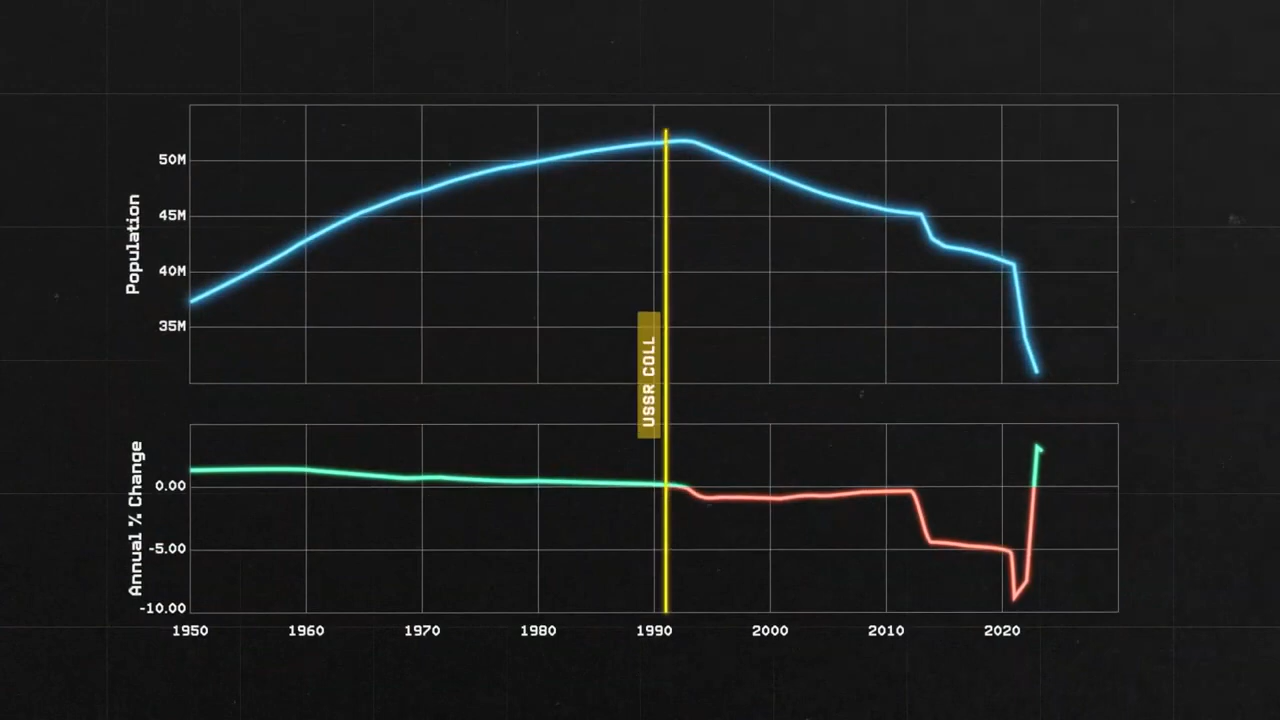 Population
50M
45M
40M
35M
USSR COLL
Annual % Change
0.00
-5.00
-10.00
1950 1960 1970 1980 1990 2000 2010 2020